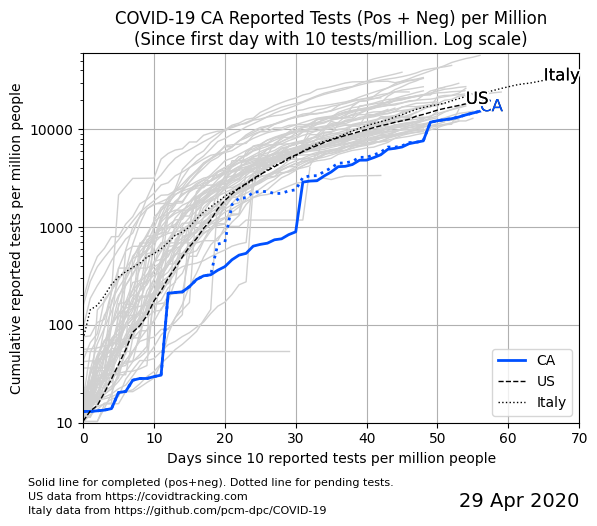 COVID-19 CA Reported Tests (Pos + Neg) per Million
(Since first day with 10 tests/million. Log scale)
Cumulative reported tests per million people
10000
1000
100
10
Italy
US
CA
CA
US
Italy
0 10 20 30 40 50 60 70
Days since 10 reported tests per million people
Solid line for completed (pos+neg). Dotted line for pending tests.
US data from https://covidtracking.com
Italy data from https://github.com/pcm-dpc/COVID-19
29 Apr 2020